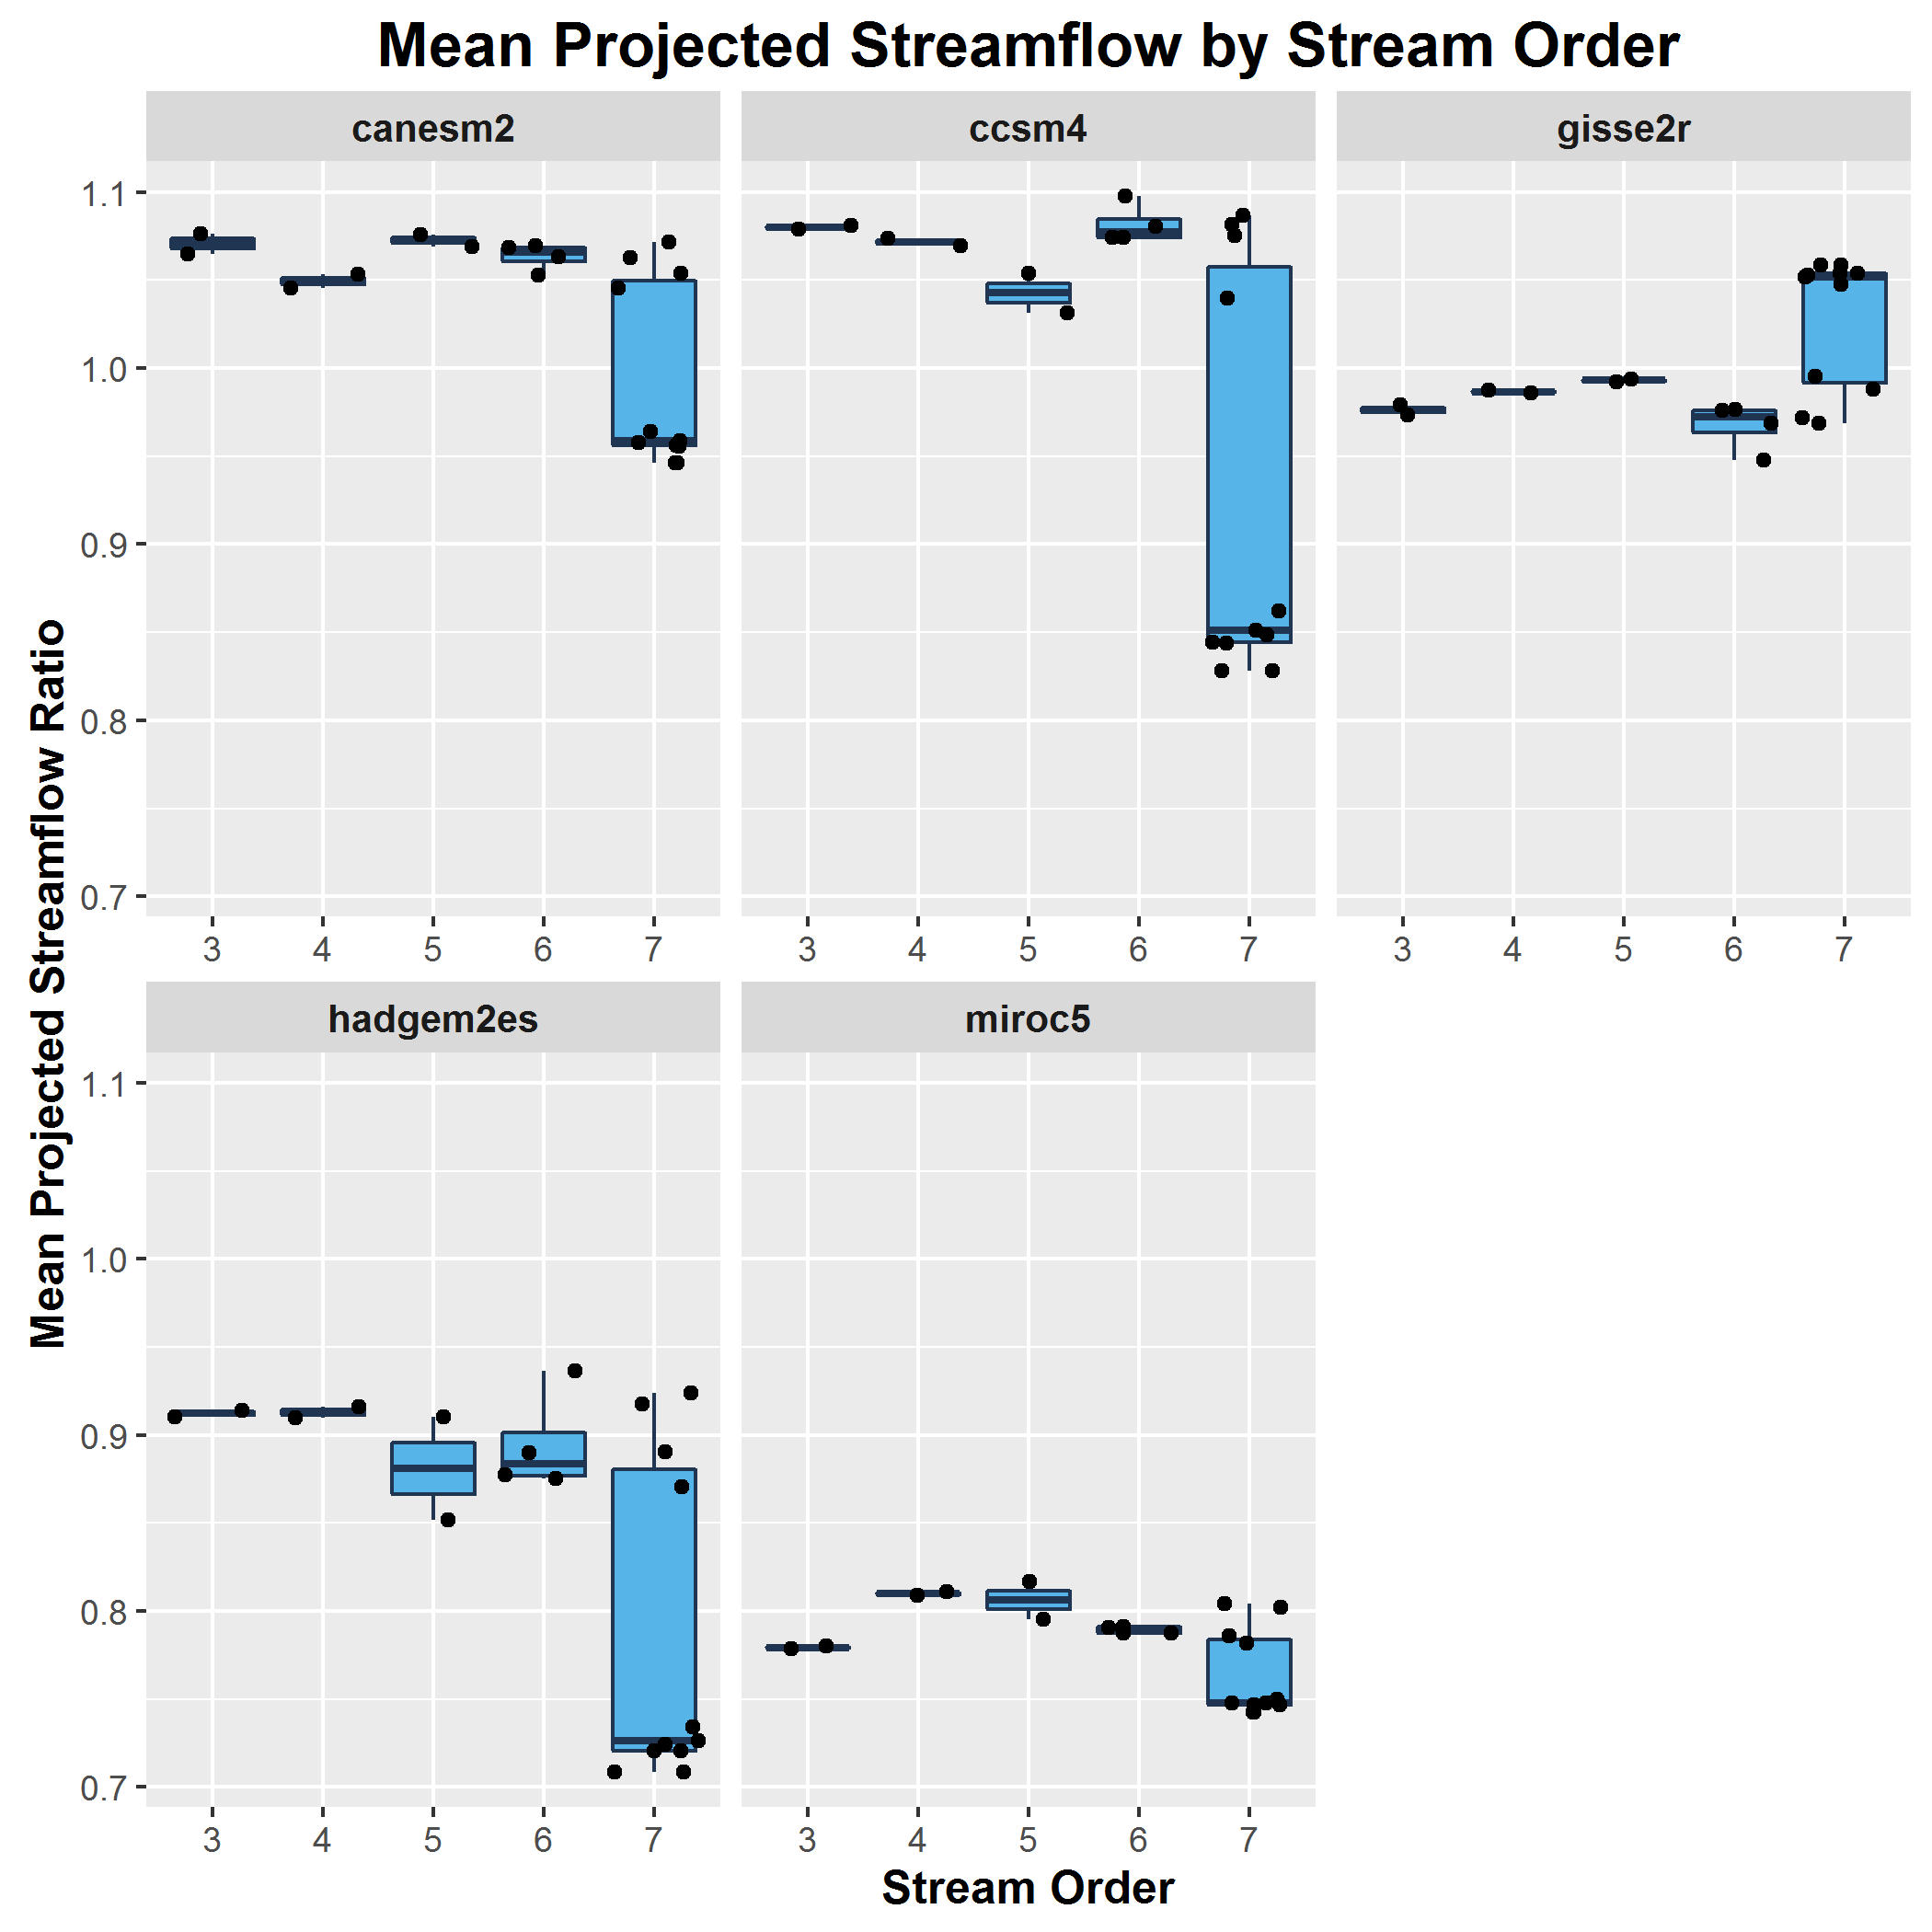 Mean Projected Streamflow by Stream Order
canesm2
ccsm4
gisse2r
Mean Projected Streamflow Ratio
1.1
1.0
0.9
0.8
0.7
3 4 5 6 7
3 4 5 6 7
3 4 5 6 7
hadgem2es
miroc5
1.1
1.0
0.9
0.8
0.7
3 4 5 6 7
3 4 5 6 7
Stream Order